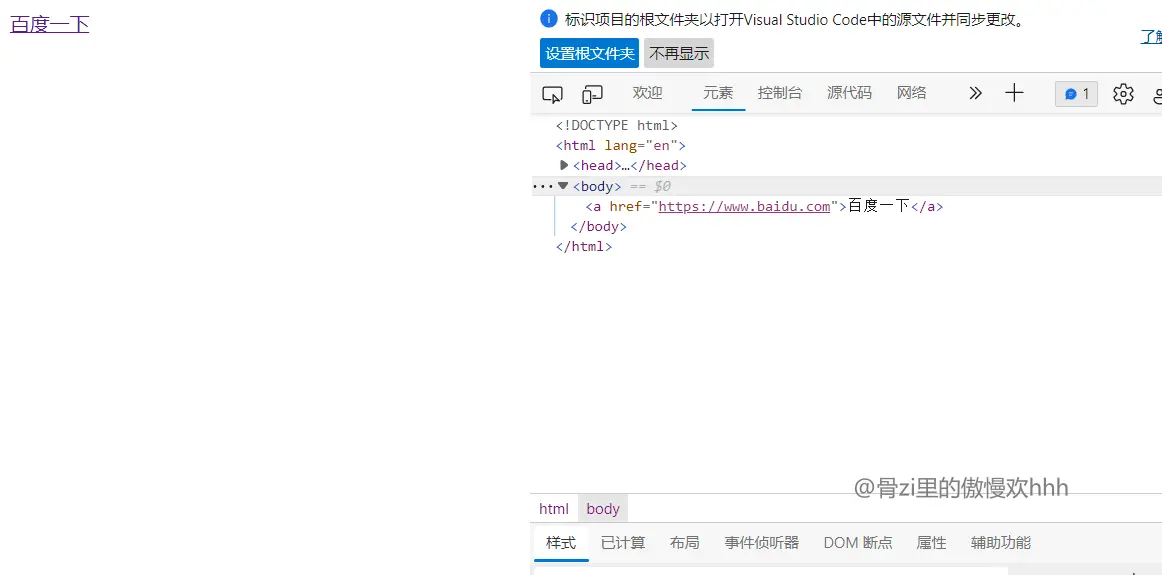 百度一下
标识项目的根文件夹以打开Visual Studio Code中的源文件并同步更改。
了解
设置根文件夹 不再显示
欢迎 元素 控制台 源代码 网络 1
<!DOCTYPE html>
<html lang="en">
<head>…</head>
<body> == $0
<a href="https://www.baidu.com">百度一下</a>
</body>
</html>
@骨zi里的傲慢欢hhh
html body
样式 已计算 布局 事件侦听器 DOM 断点 属性 辅助功能